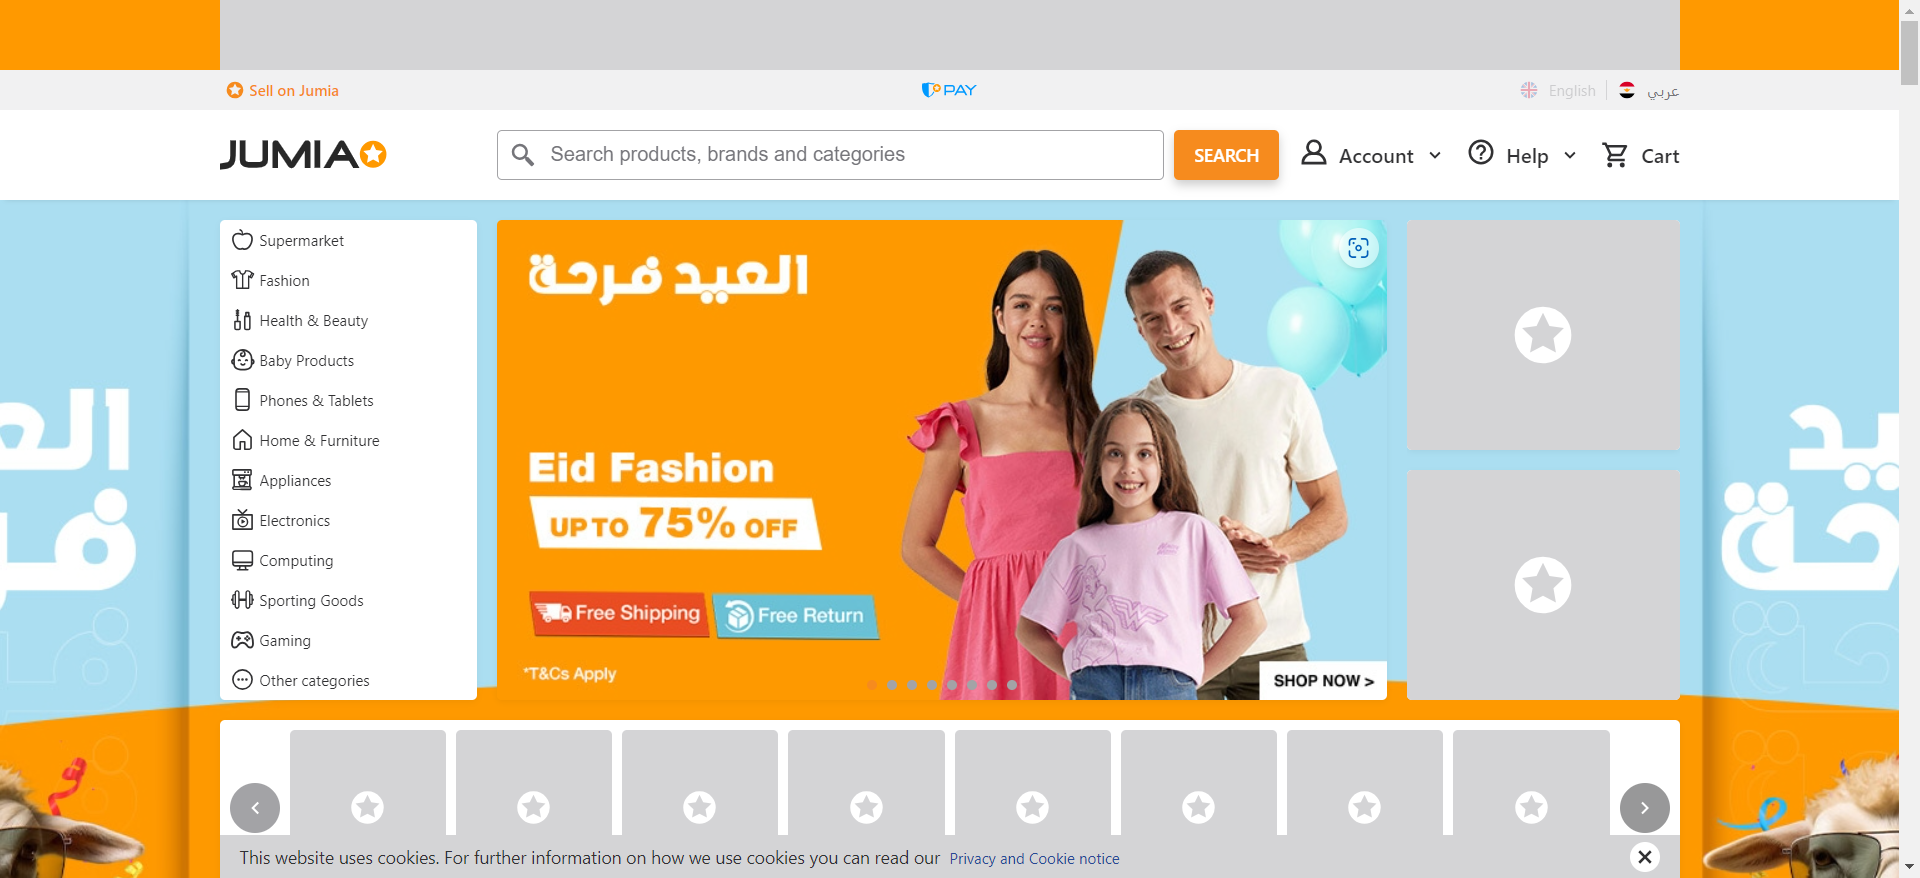 Sell on Jumia
PAY
English
عربي
JUMIA
Search products, brands and categories
SEARCH
Account
Help
Cart
Supermarket
Fashion
Health & Beauty
Baby Products
Phones & Tablets
Home & Furniture
Appliances
Electronics
Computing
Sporting Goods
Gaming
Other categories
العيد فرحة
Eid Fashion
UP TO 75% OFF
Free Shipping
Free Return
*T&Cs Apply
SHOP NOW >
This website uses cookies. For further information on how we use cookies you can read our Privacy and Cookie notice